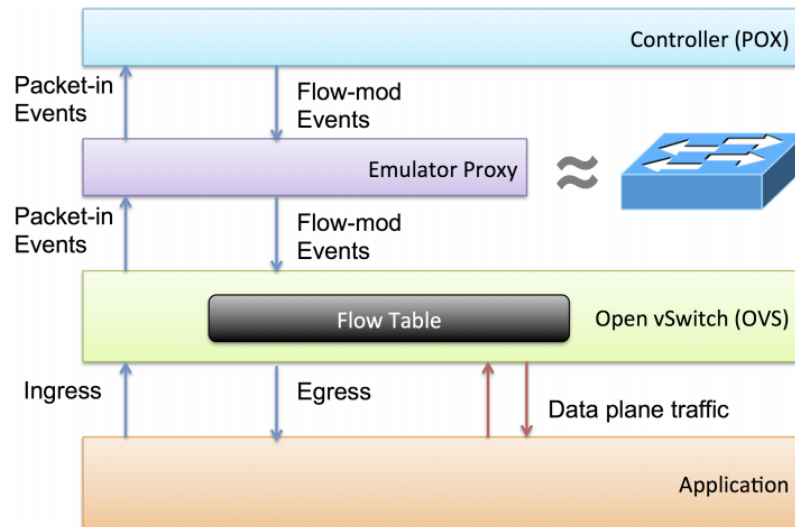 Controller (POX)
Packet-in
Events
Flow-mod
Events
Emulator Proxy
≈
Packet-in
Events
Flow-mod
Events
Flow Table
Open vSwitch (OVS)
Ingress
Egress
Data plane traffic
Application